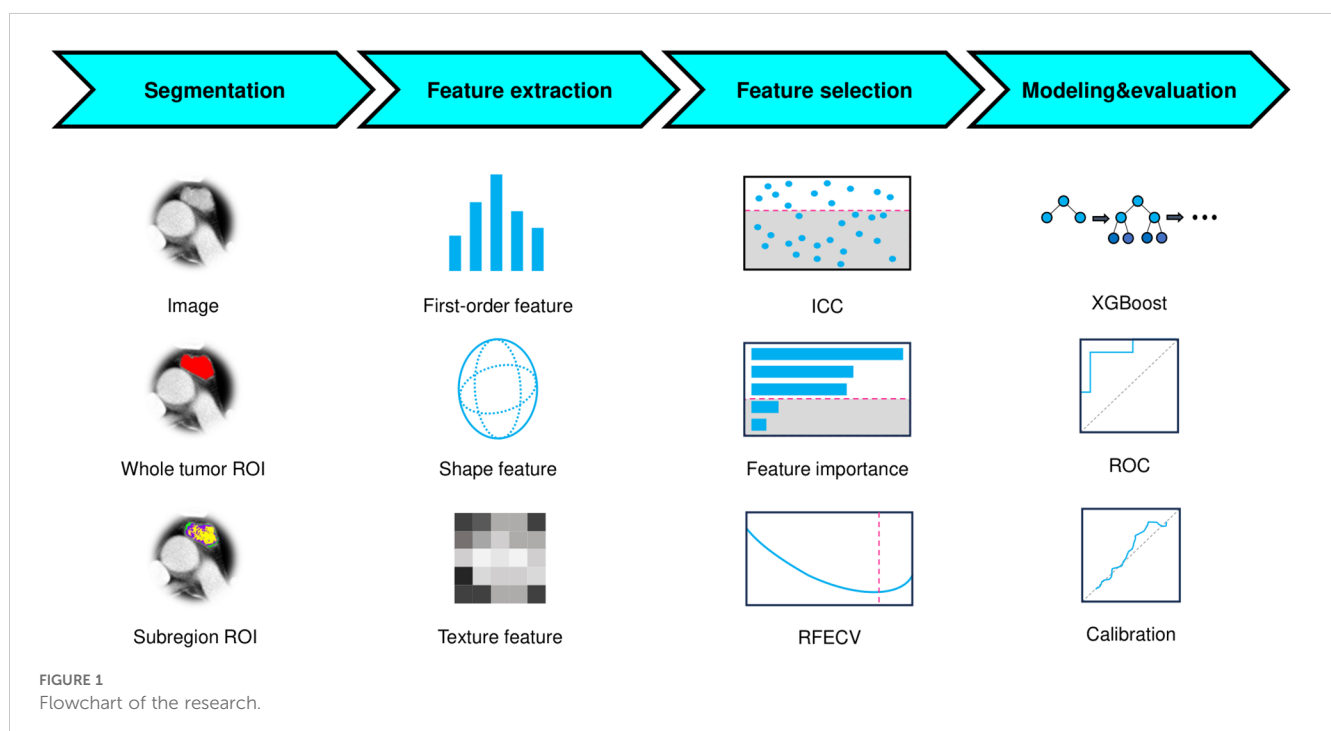 Segmentation
Feature extraction
Feature selection
Modeling&evaluation
Image
First-order feature
ICC
XGBoost
Whole tumor ROI
Shape feature
Feature importance
ROC
Subregion ROI
Texture feature
RFECV
Calibration
FIGURE 1
Flowchart of the research.